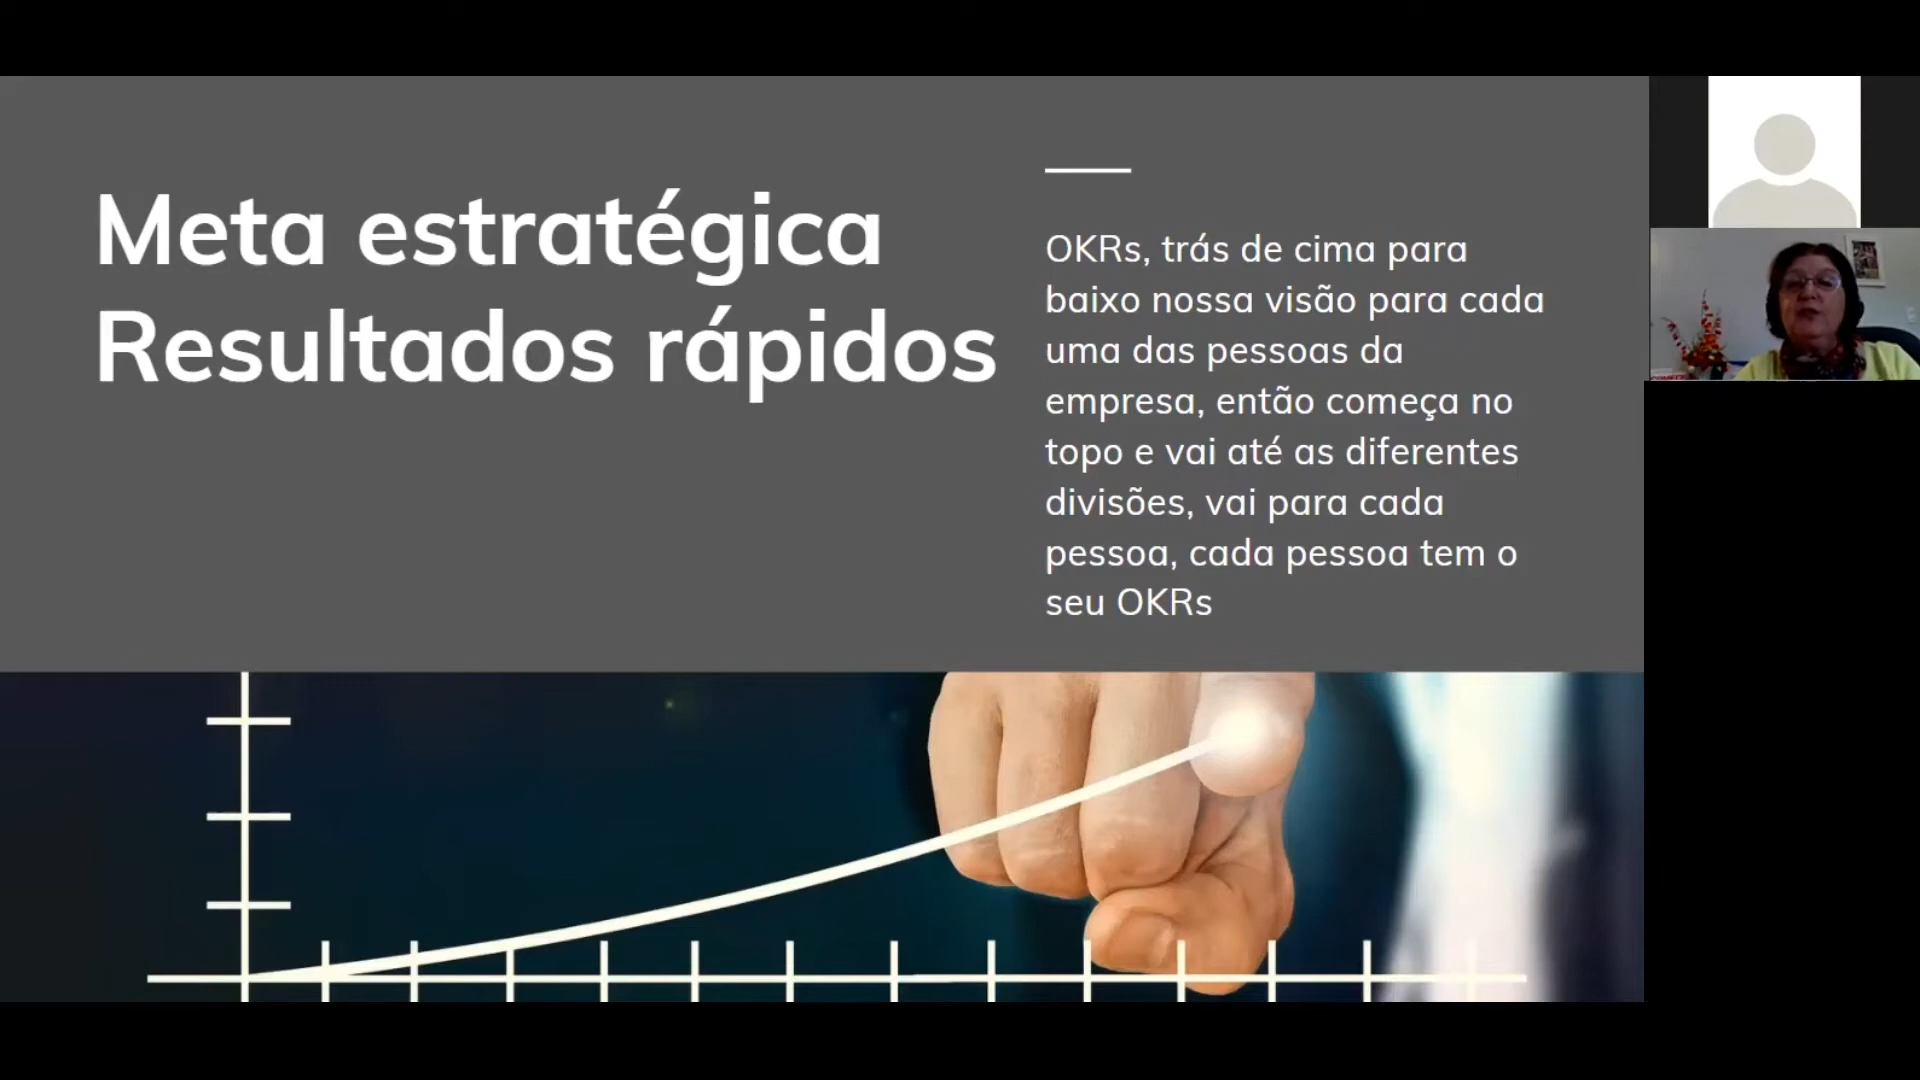 Meta estratégica
Resultados rápidos
OKRs, trás de cima para
baixo nossa visão para cada
uma das pessoas da
empresa, então começa no
topo e vai até as diferentes
divisões, vai para cada
pessoa, cada pessoa tem o
seu OKRs